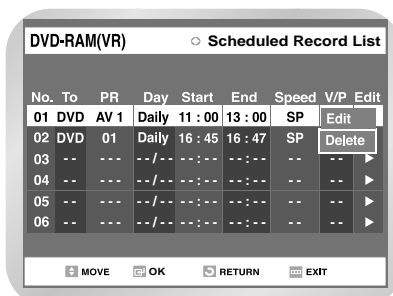 DVD-RAM(VR) Scheduled Record List
No. To PR Day Start End Speed V/P Edit
01 DVD AV 1 Daily 11 : 00 13 : 00 SP Edit
02 DVD 01 Daily 16 : 45 16 : 47 SP Delete
03 - - - - - - - / - - - - : - - - - : - - - - - - ►
04 - - - - - - - / - - - - : - - - - : - - - - - - ►
05 - - - - - - - / - - - - : - - - - : - - - - - - ►
06 - - - - - - - / - - - - : - - - - : - - - - - - ►
MOVE OK RETURN EXIT